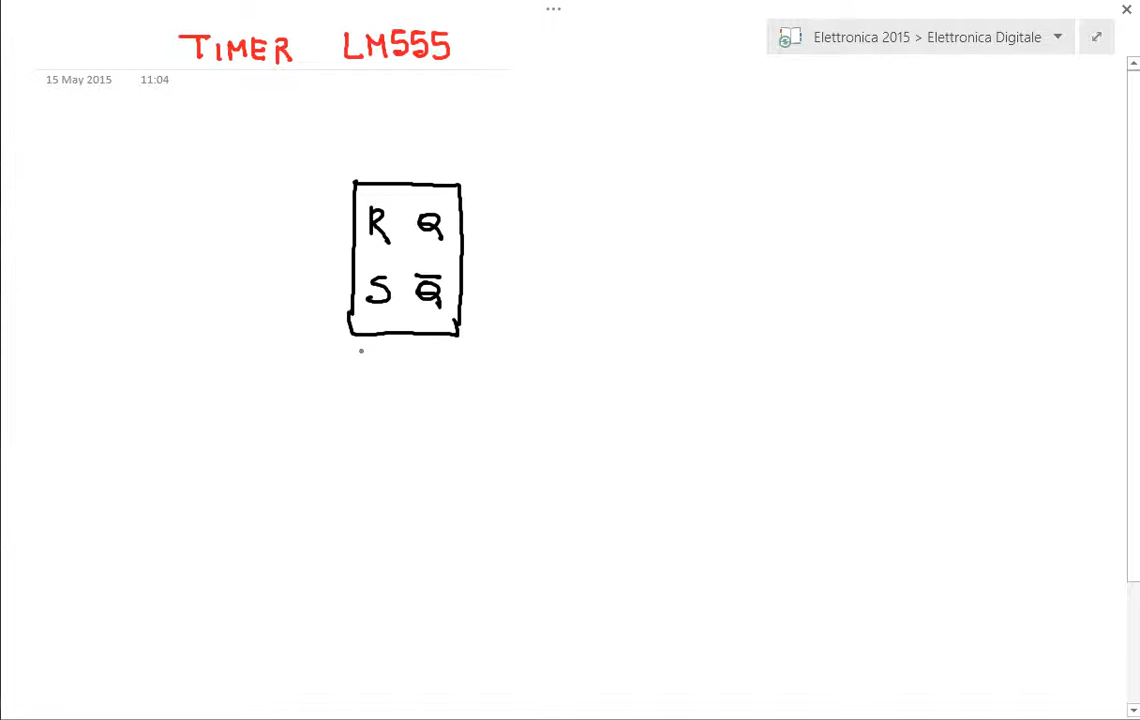 TIMER LM555
Elettronica 2015 > Elettronica Digitale
15 May 2015 11:04
R Q
S Q̅